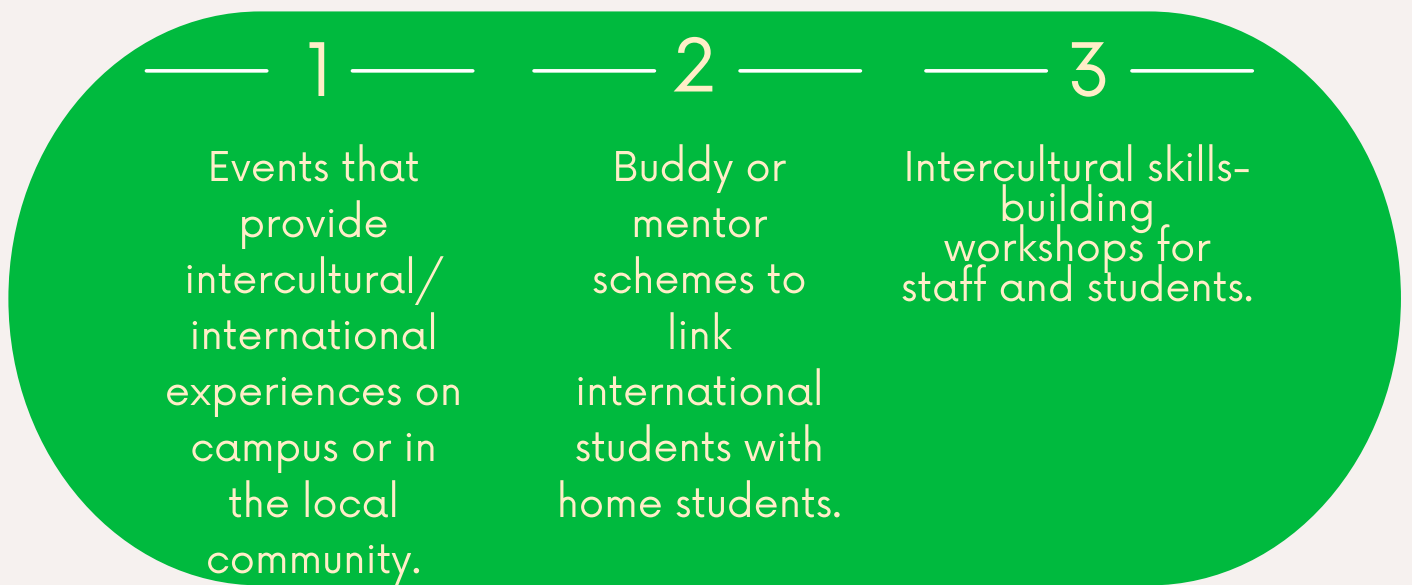 1
Events that
provide
intercultural/
international
experiences on
campus or in
the local
community.
2
Buddy or
mentor
schemes to
link
international
students with
home students.
3
Intercultural skills-
building
workshops for
staff and students.